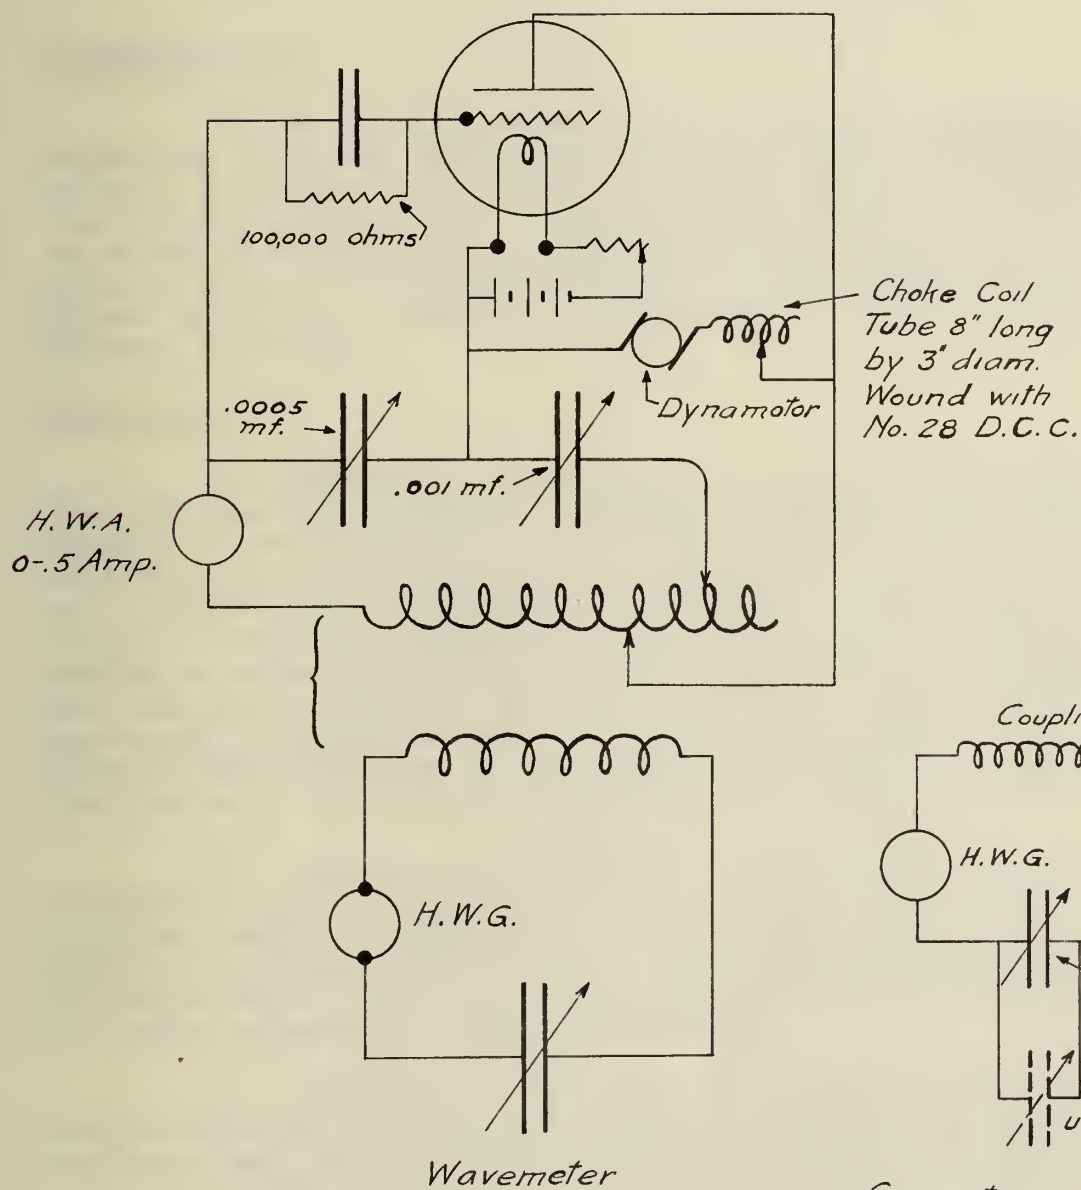 100,000 ohms
Choke Coil
Tube 8" long
by 3" diam.
Wound with
No. 28 D.C.C.
Dynamotor
.0005
mf.
.001 mf.
H.W.A.
0-.5 Amp.
H.W.G.
Wavemeter
Coupli
H.W.G.
u